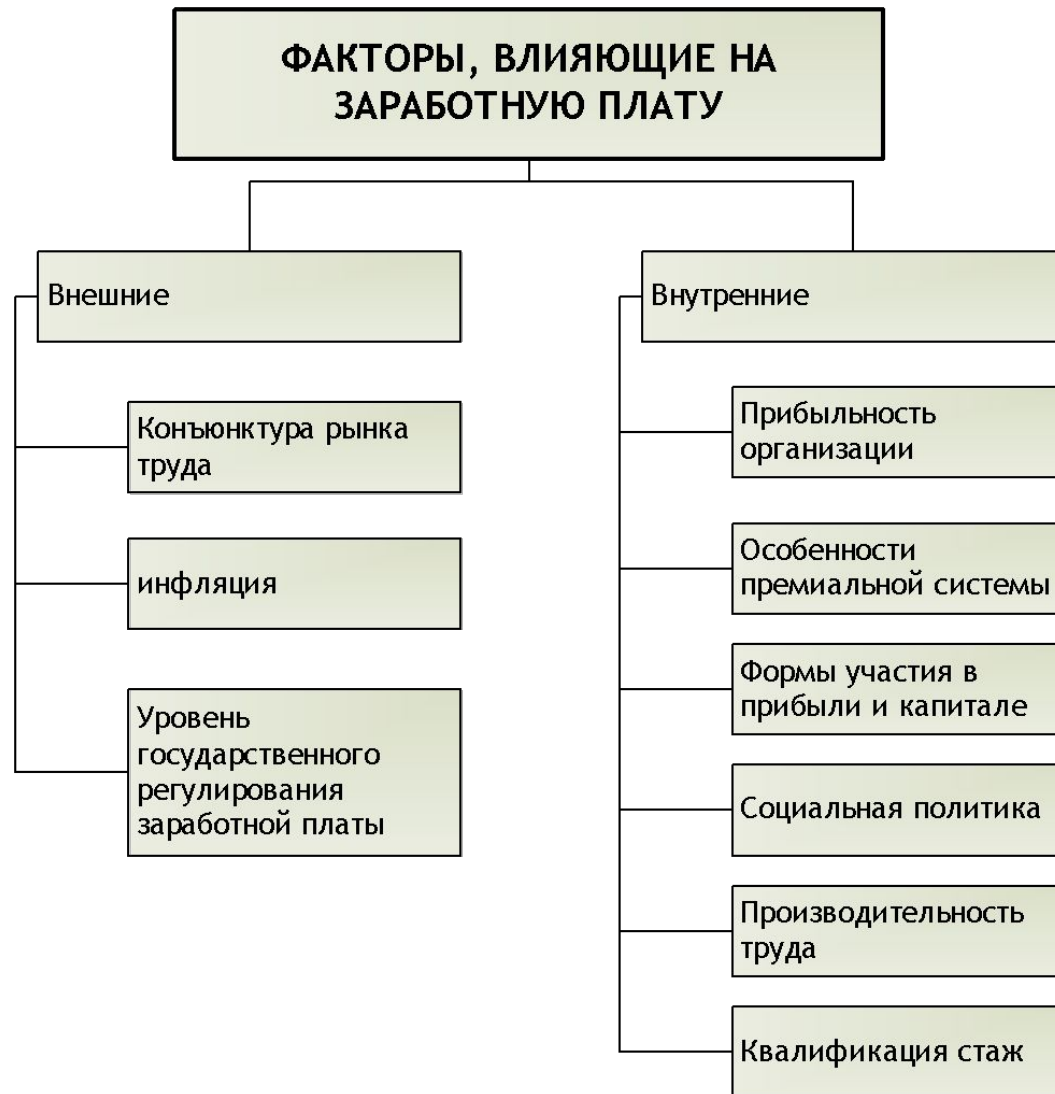 ФАКТОРЫ, ВЛИЯЮЩИЕ НА
ЗАРАБОТНУЮ ПЛАТУ
Внешние
Конъюнктура рынка
труда
инфляция
Уровень
государственного
регулирования
заработной платы
Внутренние
Прибыльность
организации
Особенности
премиальной системы
Формы участия в
прибыли и капитале
Социальная политика
Производительность
труда
Квалификация стаж